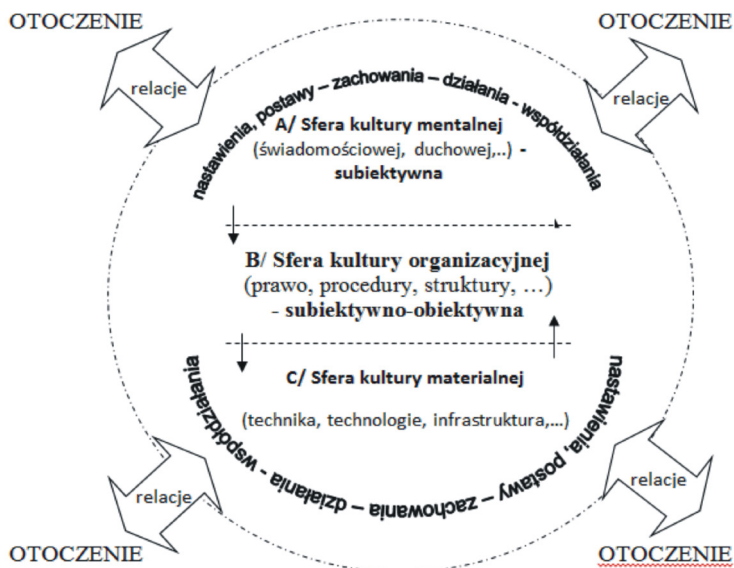 OTOCZENIE
OTOCZENIE
relacje
relacje
nastawienia, postawy – zachowania – działania - współdziałania
A/ Sfera kultury mentalnej
(świadomościowej, duchowej,..) -
subiektywna
B/ Sfera kultury organizacyjnej
(prawo, procedury, struktury, …)
- subiektywno-obiektywna
C/ Sfera kultury materialnej
(technika, technologie, infrastruktura,…)
nastawienia, postawy – zachowania – działania - współdziałania
relacje
relacje
OTOCZENIE
OTOCZENIE